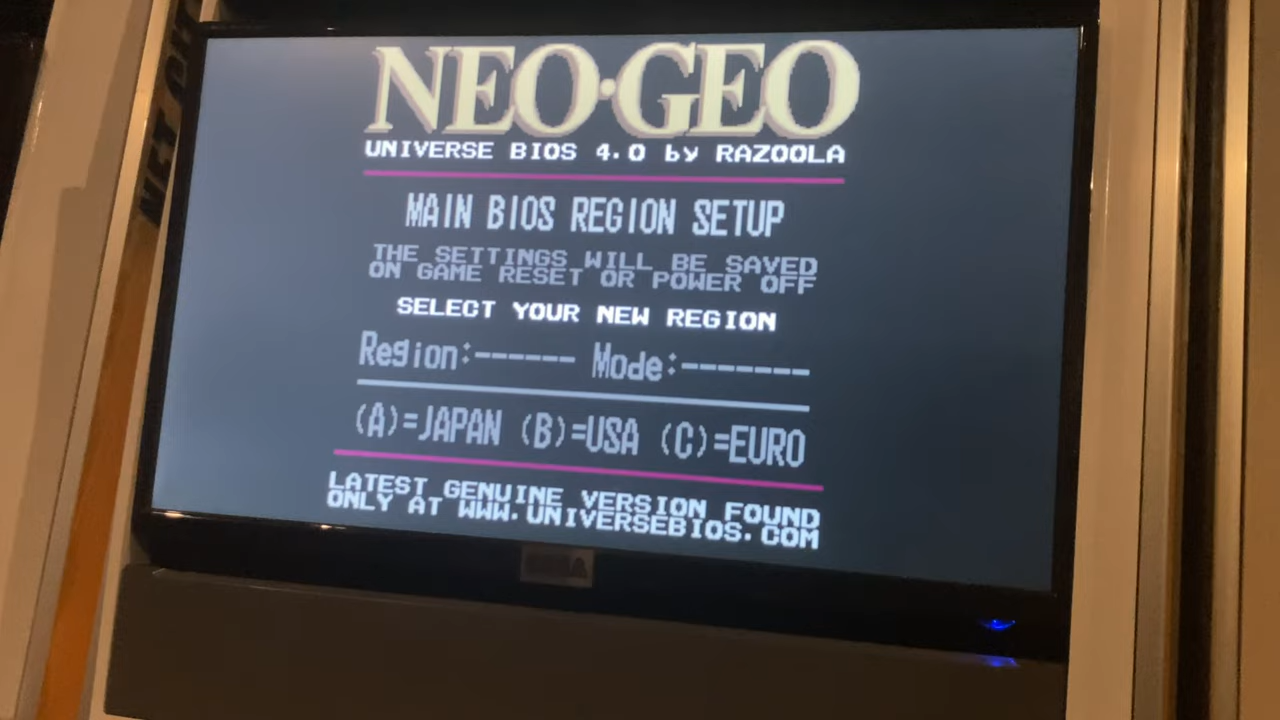 NEO·GEO
UNIVERSE BIOS 4.0 by RAZOOLA
MAIN BIOS REGION SETUP
THE SETTINGS WILL BE SAVED
ON GAME RESET OR POWER OFF
SELECT YOUR NEW REGION
Region:------ Mode:-------
(A)=JAPAN (B)=USA (C)=EURO
LATEST GENUINE VERSION FOUND
ONLY AT WWW.UNIVERSEBIOS.COM